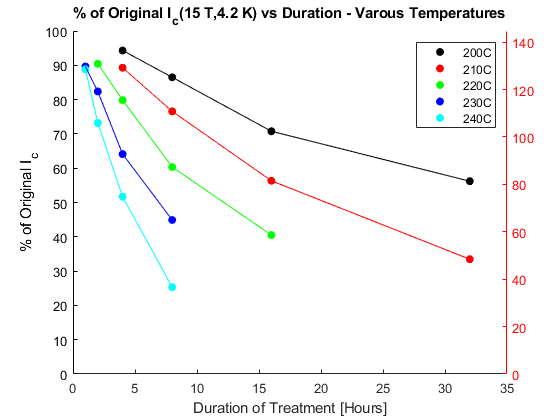 % of Original Ic(15 T,4.2 K) vs Duration - Varous Temperatures
100
90
80
70
60
50
40
30
20
10
0
% of Original Ic
140
120
100
80
60
40
20
0
200C
210C
220C
230C
240C
0 5 10 15 20 25 30 35
Duration of Treatment [Hours]